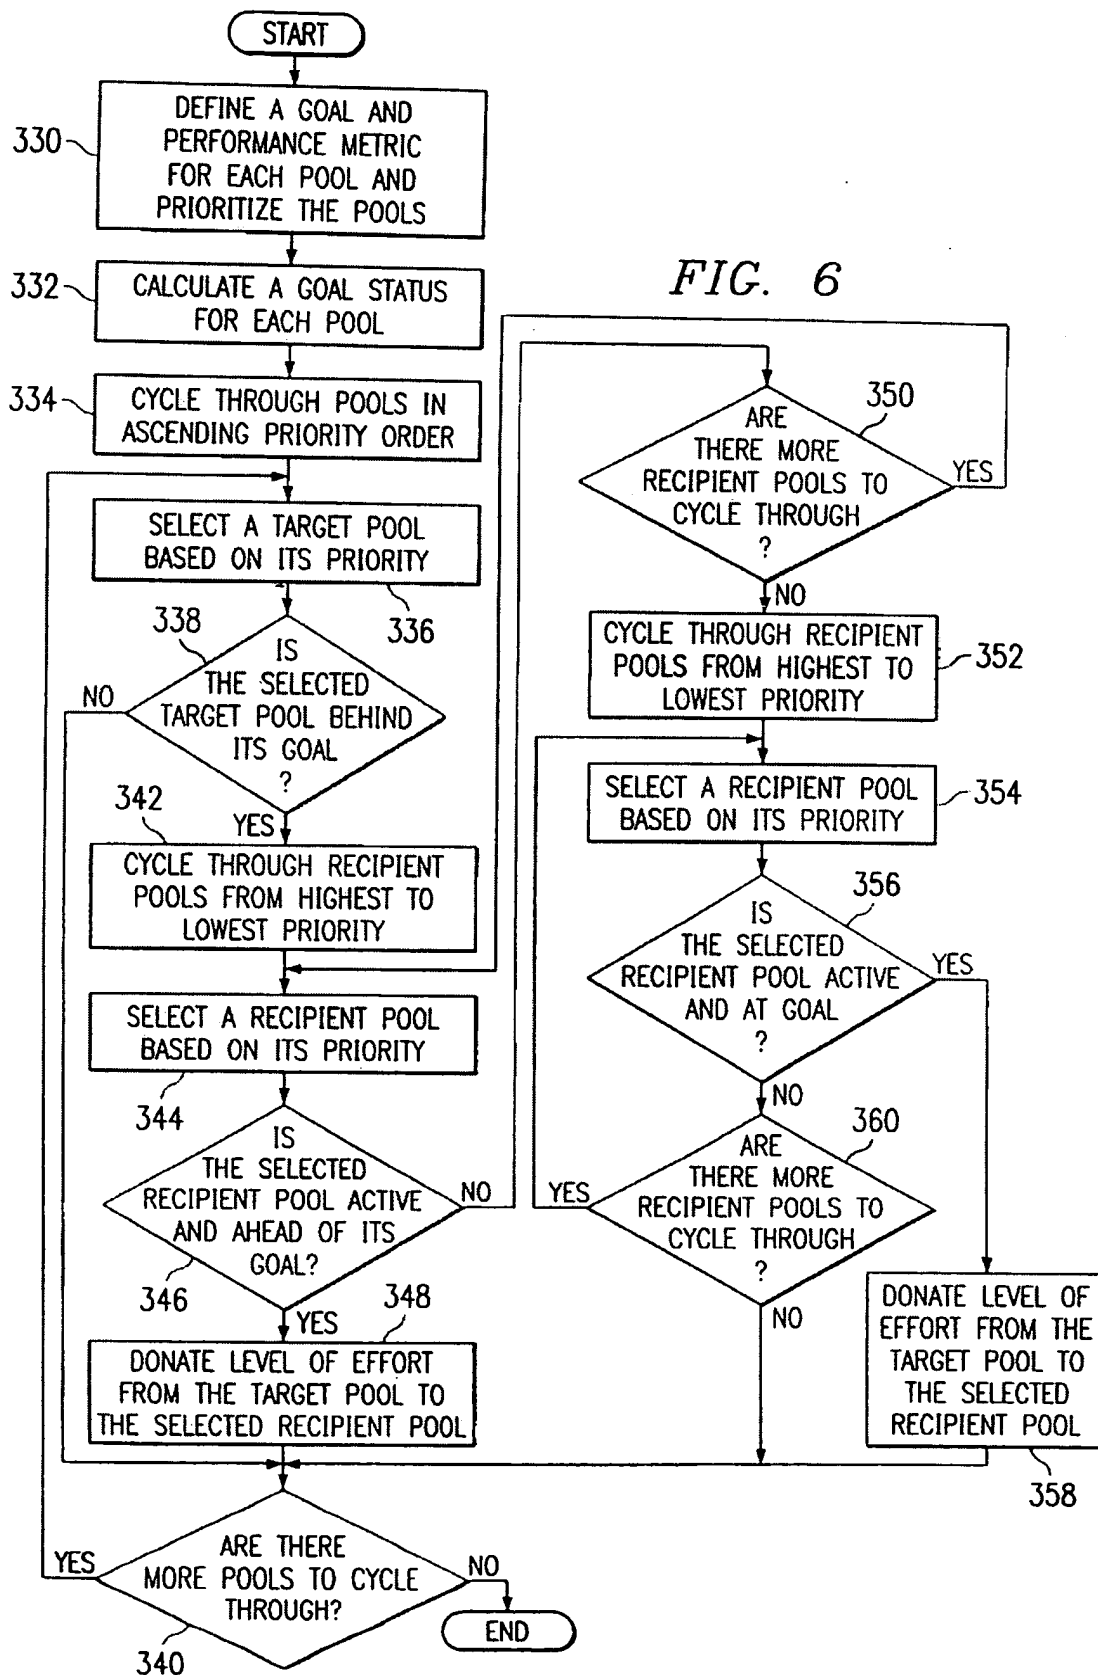 START
330
DEFINE A GOAL AND
PERFORMANCE METRIC
FOR EACH POOL AND
PRIORITIZE THE POOLS
332
CALCULATE A GOAL STATUS
FOR EACH POOL
FIG. 6
334
CYCLE THROUGH POOLS IN
ASCENDING PRIORITY ORDER
SELECT A TARGET POOL
BASED ON ITS PRIORITY
336
338
IS
THE SELECTED
TARGET POOL BEHIND
ITS GOAL
?
NO
YES
342
CYCLE THROUGH RECIPIENT
POOLS FROM HIGHEST TO
LOWEST PRIORITY
SELECT A RECIPIENT POOL
BASED ON ITS PRIORITY
344
IS
THE SELECTED
RECIPIENT POOL ACTIVE
AND AHEAD OF ITS
GOAL?
NO
346
YES
348
DONATE LEVEL OF EFFORT
FROM THE TARGET POOL TO
THE SELECTED RECIPIENT POOL
ARE THERE
MORE POOLS TO CYCLE
THROUGH?
YES
NO
340
END
350
ARE
THERE MORE
RECIPIENT POOLS TO
CYCLE THROUGH
?
YES
NO
CYCLE THROUGH RECIPIENT
POOLS FROM HIGHEST TO
LOWEST PRIORITY
352
SELECT A RECIPIENT POOL
BASED ON ITS PRIORITY
354
356
IS
THE SELECTED
RECIPIENT POOL ACTIVE
AND AT GOAL
?
YES
NO
360
ARE
THERE MORE
RECIPIENT POOLS TO
CYCLE THROUGH
?
YES
NO
DONATE LEVEL OF
EFFORT FROM THE
TARGET POOL TO
THE SELECTED
RECIPIENT POOL
358